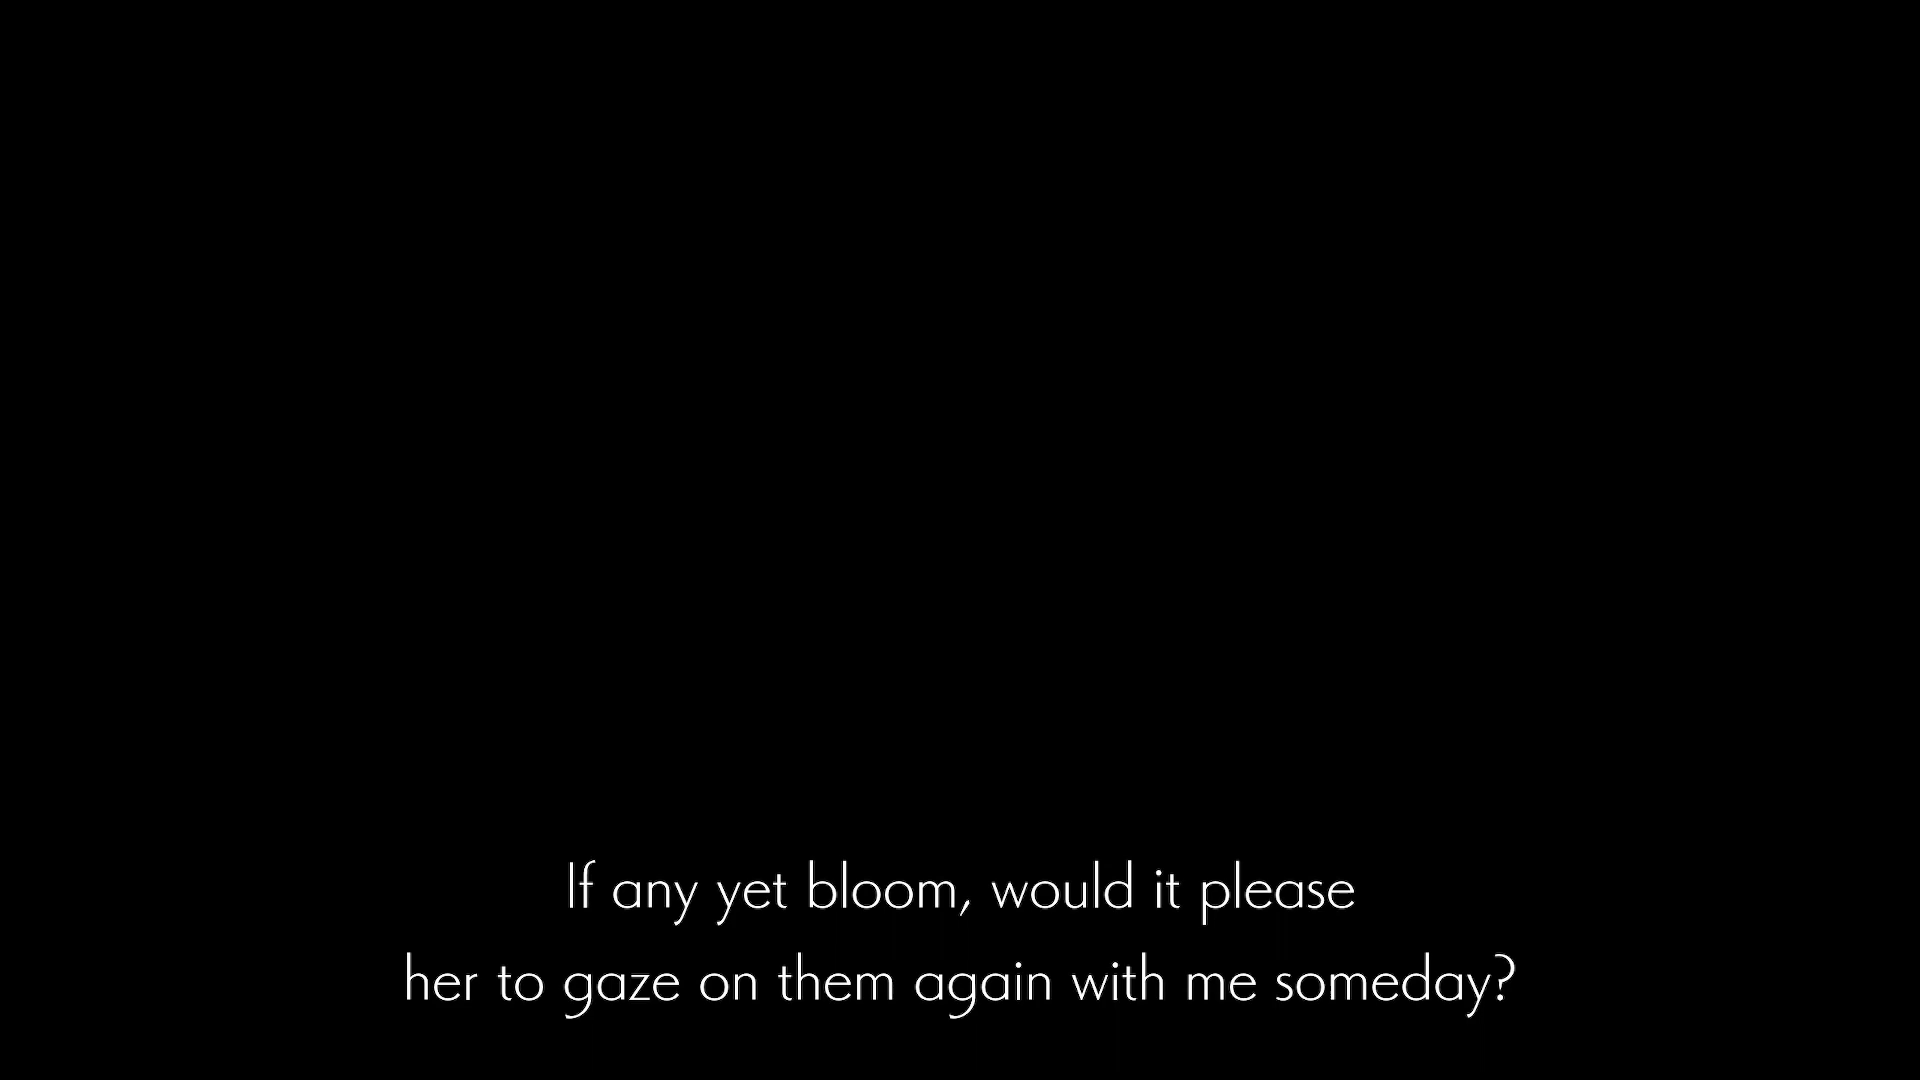 If any yet bloom, would it please
her to gaze on them again with me someday?